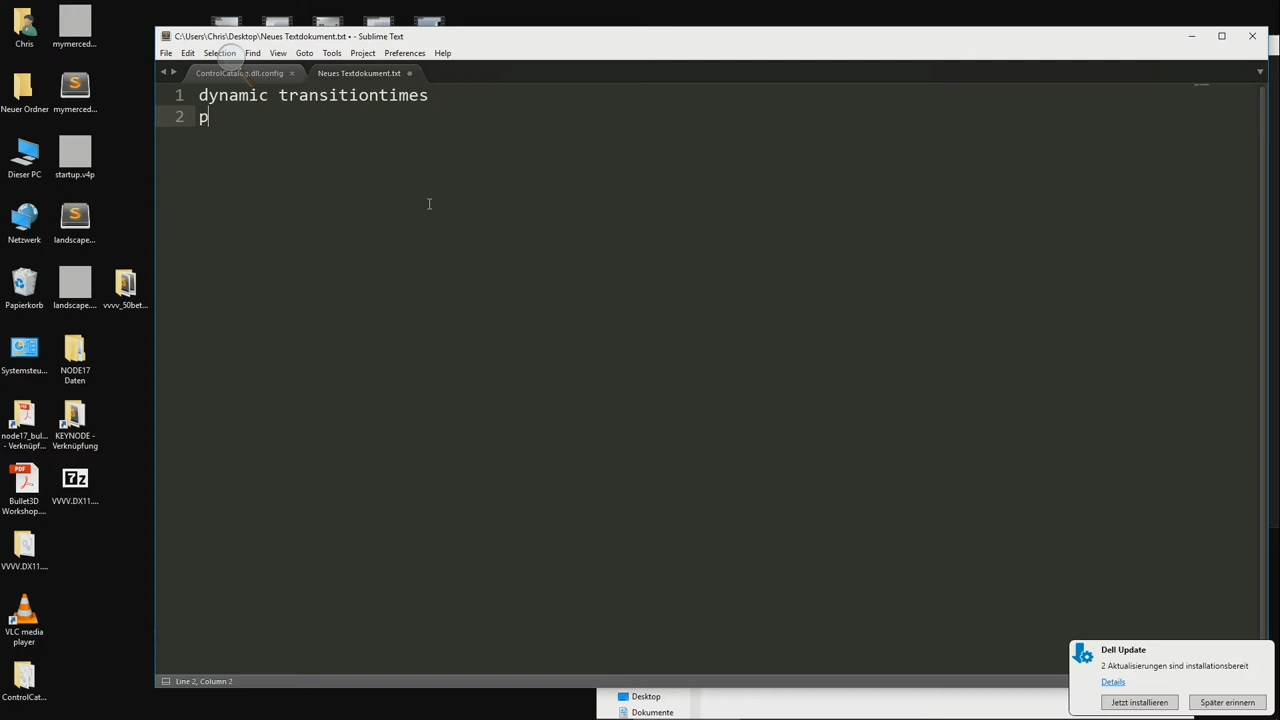 C:\Users\Chris\Desktop\Neues Textdokument.txt • - Sublime Text
File Edit Selection Find View Goto Tools Project Preferences Help
ControlCatalog.dll.config
Neues Textdokument.txt
1 dynamic transitiontimes
2 p
Line 2, Column 2
Chris
mymerced...
Neuer Ordner
mymerced...
Dieser PC
startup.v4p
Netzwerk
landscape...
Papierkorb
landscape....
vvvv_50bet...
Systemsteu...
NODE17
Daten
node17_bul...
- Verknüpf...
KEYNODE -
Verknüpfung
PDF
Bullet3D
Workshop....
7z
VVVV.DX11....
VVVV.DX11....
VLC media
player
ControlCat...
Desktop
Dokumente
Dell Update
2 Aktualisierungen sind installationsbereit
Details
Jetzt installieren
Später erinnern